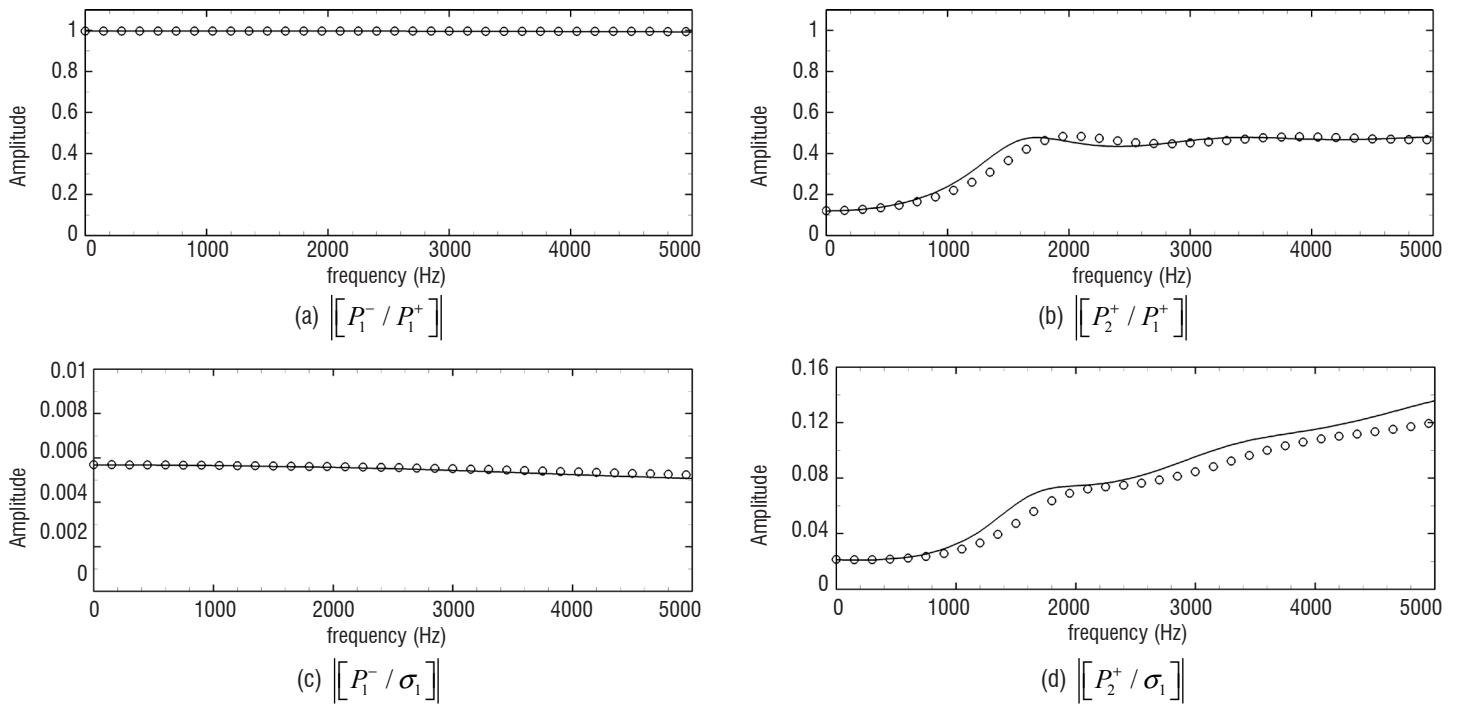 1
0.8
0.6
0.4
0.2
0
Amplitude
0 1000 2000 3000 4000 5000
frequency (Hz)
(a) |[P₁⁻ / P₁⁺]|
1
0.8
0.6
0.4
0.2
0
Amplitude
0 1000 2000 3000 4000 5000
frequency (Hz)
(b) |[P₂⁺ / P₁⁺]|
0.01
0.008
0.006
0.004
0.002
0
Amplitude
0 1000 2000 3000 4000 5000
frequency (Hz)
(c) |[P₁⁻ / σ₁]|
0.16
0.12
0.08
0.04
0
Amplitude
0 1000 2000 3000 4000 5000
frequency (Hz)
(d) |[P₂⁺ / σ₁]|